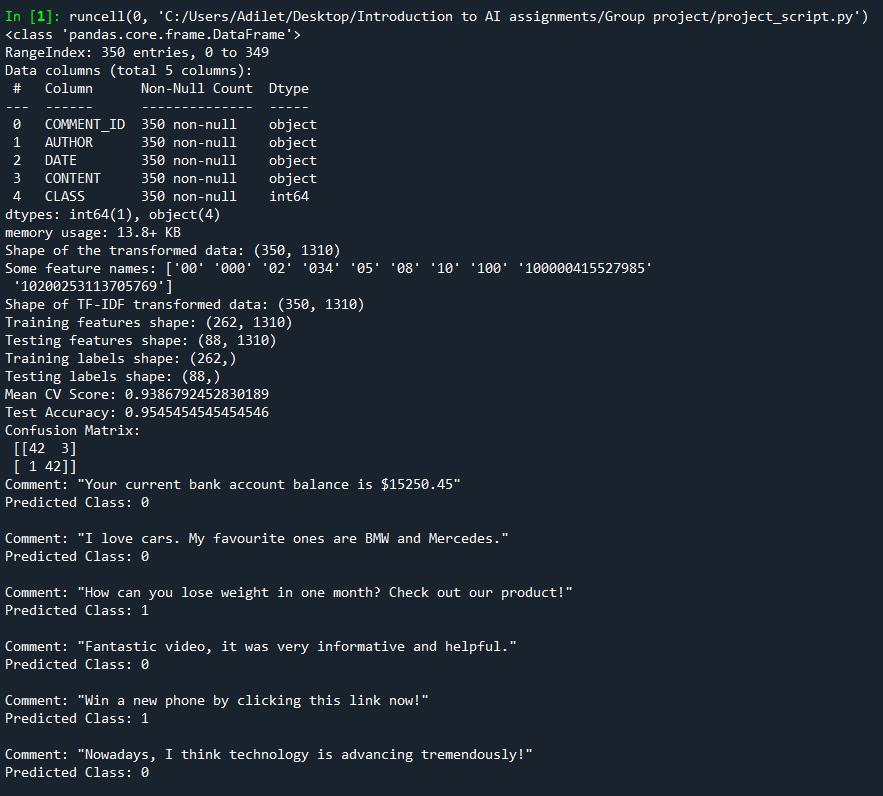 In [1]: runcell(0, 'C:/Users/Adilet/Desktop/Introduction to AI assignments/Group project/project_script.py')
<class 'pandas.core.frame.DataFrame'>
RangeIndex: 350 entries, 0 to 349
Data columns (total 5 columns):
 #   Column      Non-Null Count  Dtype
---  ------      --------------  -----
 0   COMMENT_ID  350 non-null    object
 1   AUTHOR      350 non-null    object
 2   DATE        350 non-null    object
 3   CONTENT     350 non-null    object
 4   CLASS       350 non-null    int64
dtypes: int64(1), object(4)
memory usage: 13.8+ KB
Shape of the transformed data: (350, 1310)
Some feature names: ['00' '000' '02' '034' '05' '08' '10' '100' '100000415527985'
 '10200253113705769']
Shape of TF-IDF transformed data: (350, 1310)
Training features shape: (262, 1310)
Testing features shape: (88, 1310)
Training labels shape: (262,)
Testing labels shape: (88,)
Mean CV Score: 0.9386792452830189
Test Accuracy: 0.9545454545454546
Confusion Matrix:
 [[42  3]
 [ 1 42]]
Comment: "Your current bank account balance is $15250.45"
Predicted Class: 0

Comment: "I love cars. My favourite ones are BMW and Mercedes."
Predicted Class: 0

Comment: "How can you lose weight in one month? Check out our product!"
Predicted Class: 1

Comment: "Fantastic video, it was very informative and helpful."
Predicted Class: 0

Comment: "Win a new phone by clicking this link now!"
Predicted Class: 1

Comment: "Nowadays, I think technology is advancing tremendously!"
Predicted Class: 0